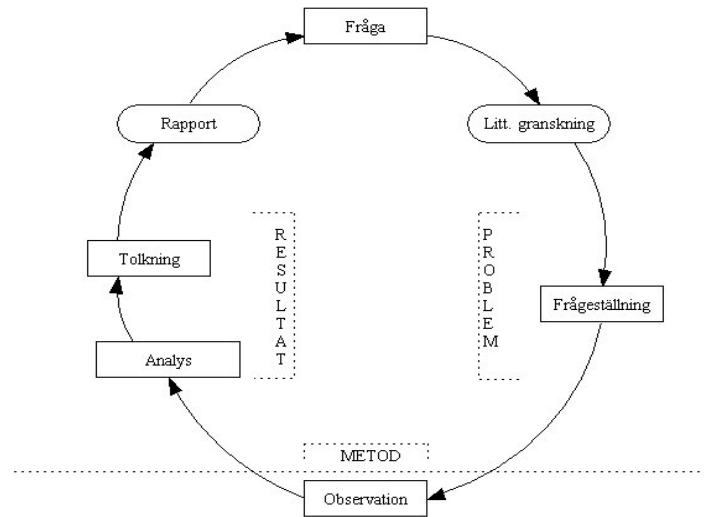 Fråga
Rapport
Litt. granskning
RESULTAT
PROBLEM
Tolkning
Frågeställning
Analys
METOD
Observation